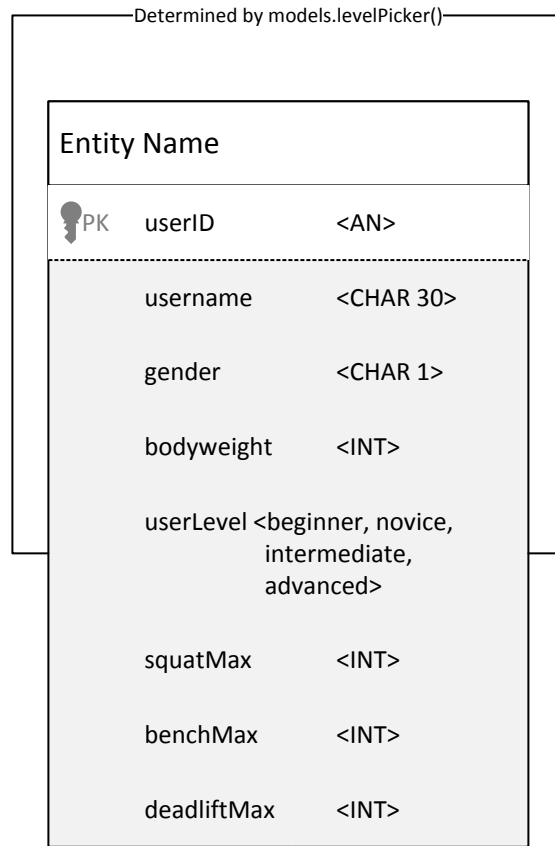 Determined by models.levelPicker()
Entity Name
PK userID <AN>
username <CHAR 30>
gender <CHAR 1>
bodyweight <INT>
userLevel <beginner, novice,
intermediate,
advanced>
squatMax <INT>
benchMax <INT>
deadliftMax <INT>